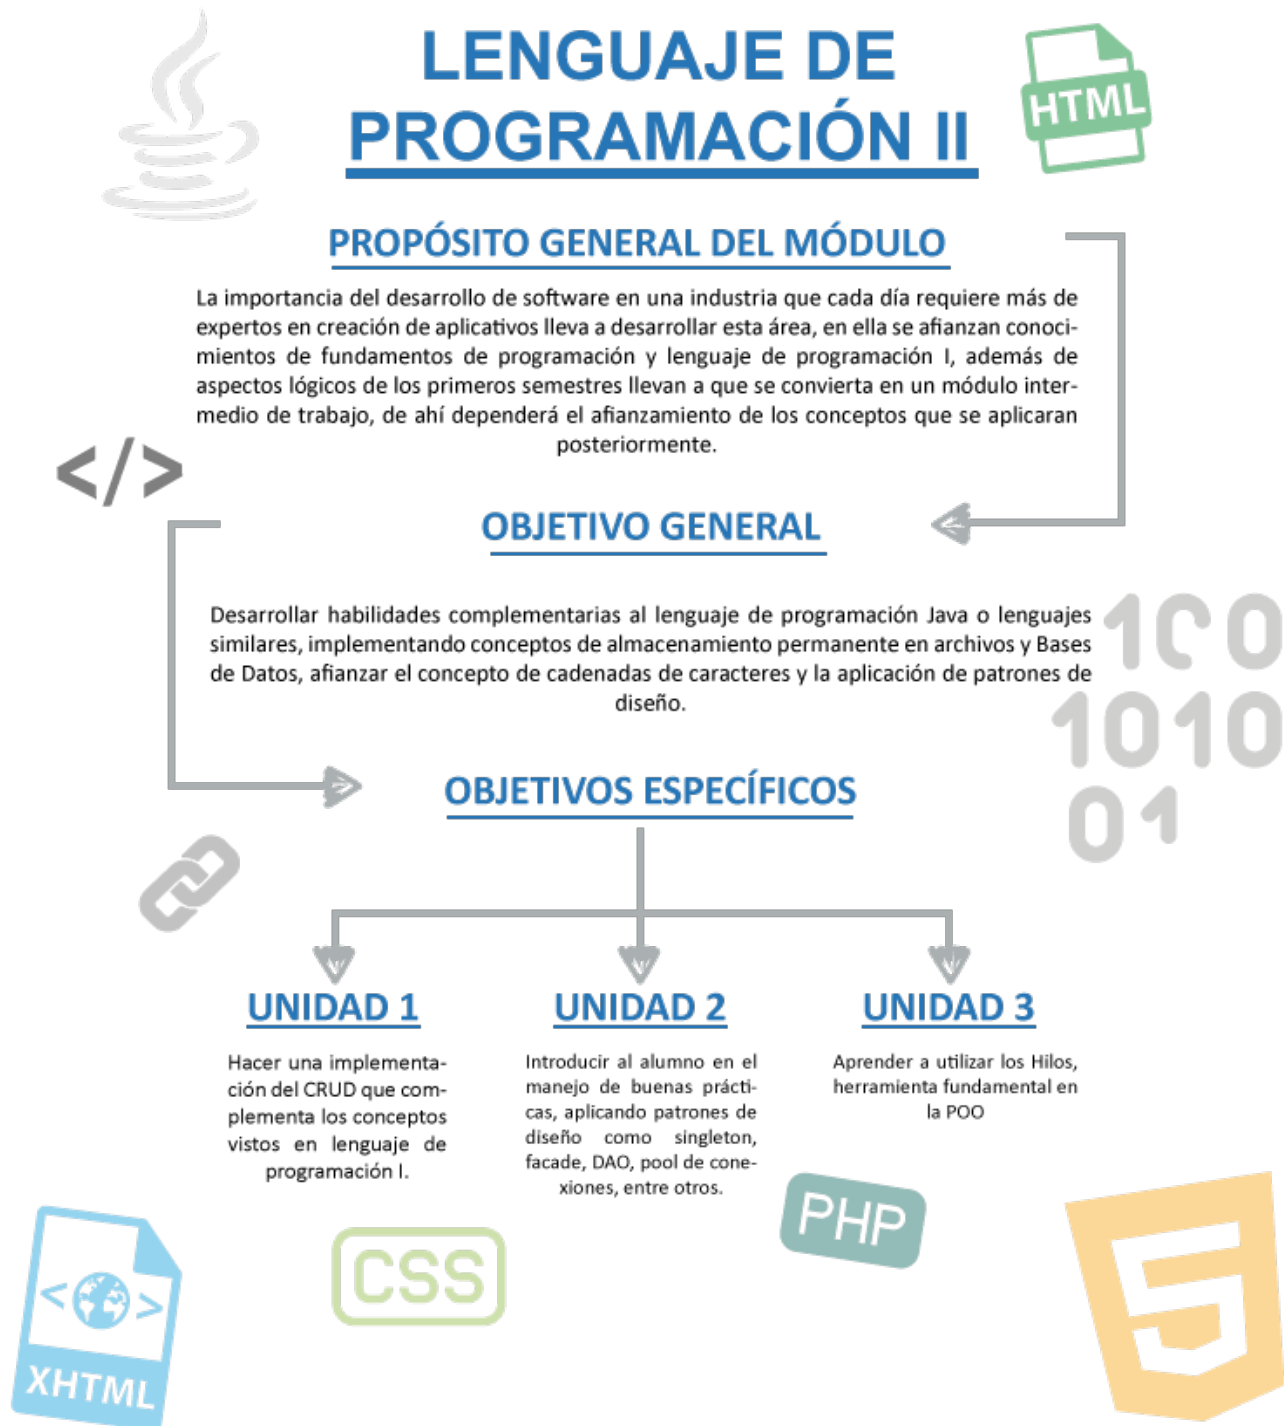 LENGUAJE DE
PROGRAMACIÓN II
HTML
PROPÓSITO GENERAL DEL MÓDULO
La importancia del desarrollo de software en una industria que cada día requiere más de
expertos en creación de aplicativos lleva a desarrollar esta área, en ella se afianzan conoci-
mientos de fundamentos de programación y lenguaje de programación I, además de
aspectos lógicos de los primeros semestres llevan a que se convierta en un módulo inter-
medio de trabajo, de ahí dependerá el afianzamiento de los conceptos que se aplicaran
posteriormente.
</>
OBJETIVO GENERAL
Desarrollar habilidades complementarias al lenguaje de programación Java o lenguajes
similares, implementando conceptos de almacenamiento permanente en archivos y Bases
de Datos, afianzar el concepto de cadenadas de caracteres y la aplicación de patrones de
diseño.
100
1010
01
OBJETIVOS ESPECÍFICOS
UNIDAD 1
Hacer una implementa-
ción del CRUD que com-
plementa los conceptos
vistos en lenguaje de
programación I.
UNIDAD 2
Introducir al alumno en el
manejo de buenas prácti-
cas, aplicando patrones de
diseño como singleton,
facade, DAO, pool de cone-
xiones, entre otros.
UNIDAD 3
Aprender a utilizar los Hilos,
herramienta fundamental en
la POO
PHP
CSS
5
< >
XHTML